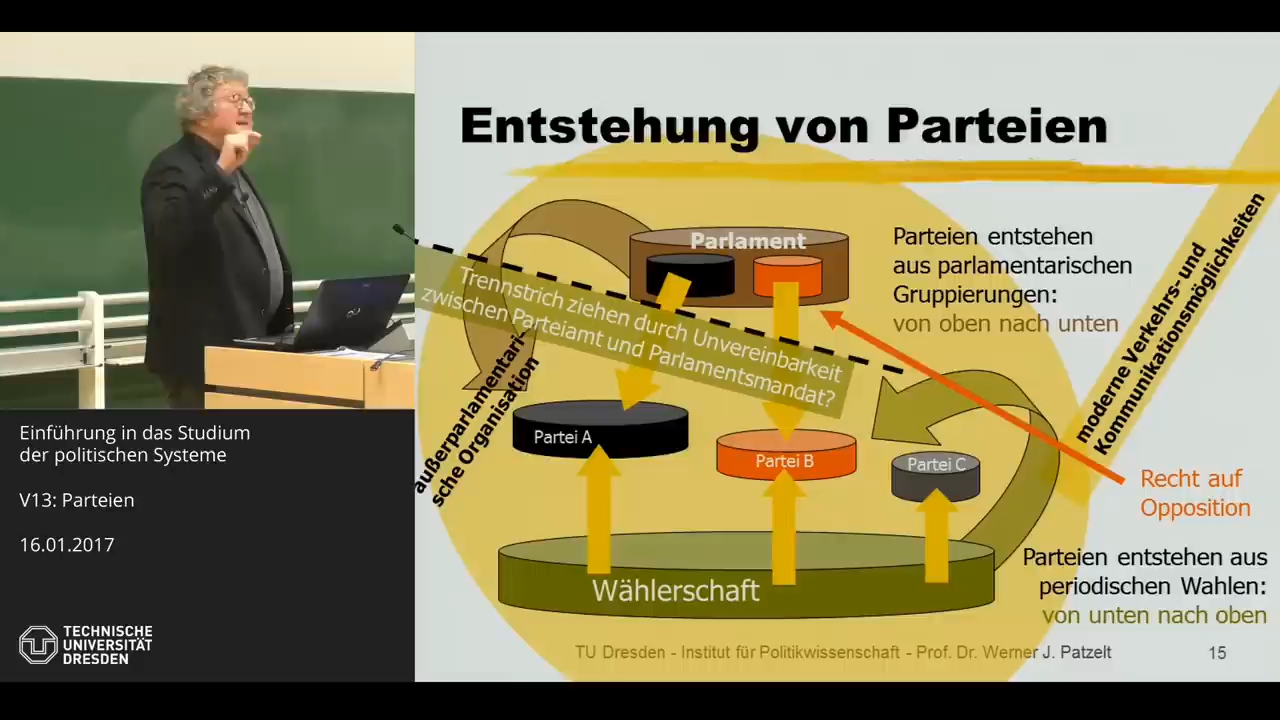 Entstehung von Parteien
Parlament
Parteien entstehen
aus parlamentarischen
Gruppierungen:
von oben nach unten
moderne Verkehrs- und
Kommunikationsmöglichkeiten
Trennstrich ziehen durch Unvereinbarkeit
zwischen Parteiamt und Parlamentsmandat?
außerparlamentari-
sche Organisation
Partei A
Partei B
Partei C
Recht auf
Opposition
Wählerschaft
Parteien entstehen aus
periodischen Wahlen:
von unten nach oben
TU Dresden - Institut für Politikwissenschaft - Prof. Dr. Werner J. Patzelt
15
Einführung in das Studium
der politischen Systeme
V13: Parteien
16.01.2017
TECHNISCHE
UNIVERSITÄT
DRESDEN